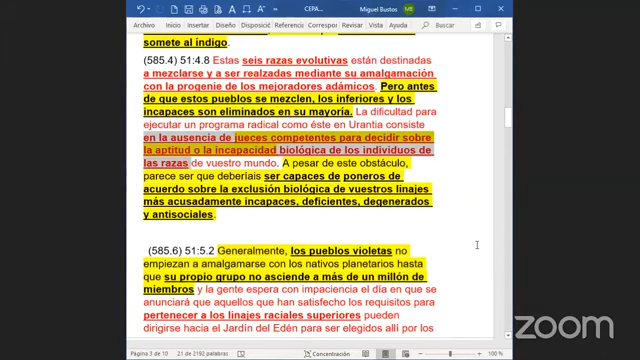 CEPA...
Miguel Bustos
MB
Archivo
Inicio
Insertar
Diseño
Disposició
Referencia
Correspor
Revisar
Vista
Ayuda
somete al índigo.
(585.4) 51:4.8 Estas seis razas evolutivas están destinadas
a mezclarse y a ser realzadas mediante su amalgamación
con la progenie de los mejoradores adámicos. Pero antes
de que estos pueblos se mezclen, los inferiores y los
incapaces son eliminados en su mayoría. La dificultad para
ejecutar un programa radical como éste en Urantia consiste
en la ausencia de jueces competentes para decidir sobre
la aptitud o la incapacidad biológica de los individuos de
las razas de vuestro mundo. A pesar de este obstáculo,
parece ser que deberíais ser capaces de poneros de
acuerdo sobre la exclusión biológica de vuestros linajes
más acusadamente incapaces, deficientes, degenerados
y antisociales.
(585.6) 51:5.2 Generalmente, los pueblos violetas no
empiezan a amalgamarse con los nativos planetarios hasta
que su propio grupo no asciende a más de un millón de
miembros y la gente espera con impaciencia el día en que se
anunciará que aquellos que han satisfecho los requisitos para
pertenecer a los linajes raciales superiores pueden
dirigirse hacia el Jardín del Edén para ser elegidos allí por los
Página 3 de 10
21 de 2192 palabras
Concentración
100 %
zoom